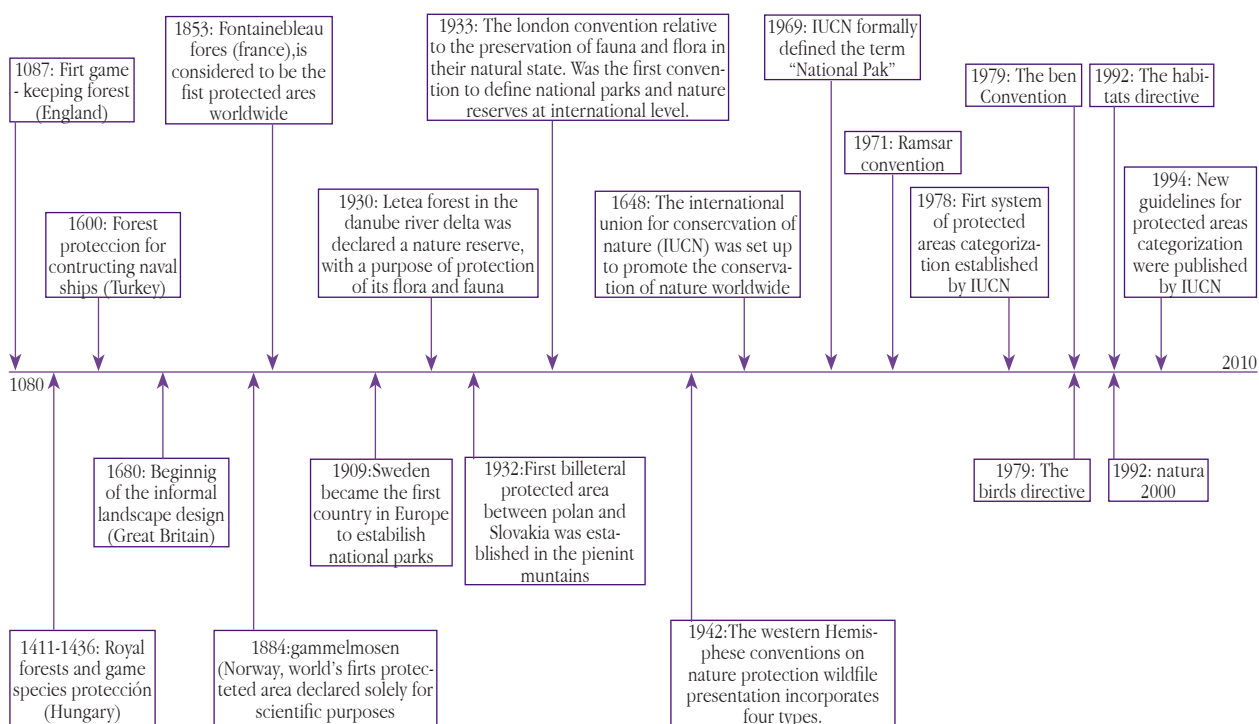 1087: Firt game
- keeping forest
(England)
1853: Fontainebleau
fores (france),is
considered to be the
fist protected ares
worldwide
1933: The london convention relative
to the preservation of fauna and flora in
their natural state. Was the first conven-
tion to define national parks and nature
reserves at international level.
1969: IUCN formally
defined the term
“National Pak”
1979: The ben
Convention
1992: The habi-
tats directive
1971: Ramsar
convention
1600: Forest
proteccion for
contructing naval
ships (Turkey)
1930: Letea forest in the
danube river delta was
declared a nature reserve,
with a purpose of protection
of its flora and fauna
1648: The international
union for consercvation of
nature (IUCN) was set up
to promote the conserva-
tion of nature worldwide
1978: Firt system
of protected
areas categoriza-
tion established
by IUCN
1994: New
guidelines for
protected areas
categorization
were published
by IUCN
1080
2010
1680: Beginnig
of the informal
landscape design
(Great Britain)
1909:Sweden
became the first
country in Europe
to estabilish
national parks
1932:First billeteral
protected area
between polan and
Slovakia was esta-
blished in the pienint
muntains
1979: The
birds directive
1992: natura
2000
1411-1436: Royal
forests and game
species protección
(Hungary)
1884:gammelmosen
(Norway, world’s firts protec-
teted area declared solely for
scientific purposes
1942:The western Hemis-
phese conventions on
nature protection wildfile
presentation incorporates
four types.